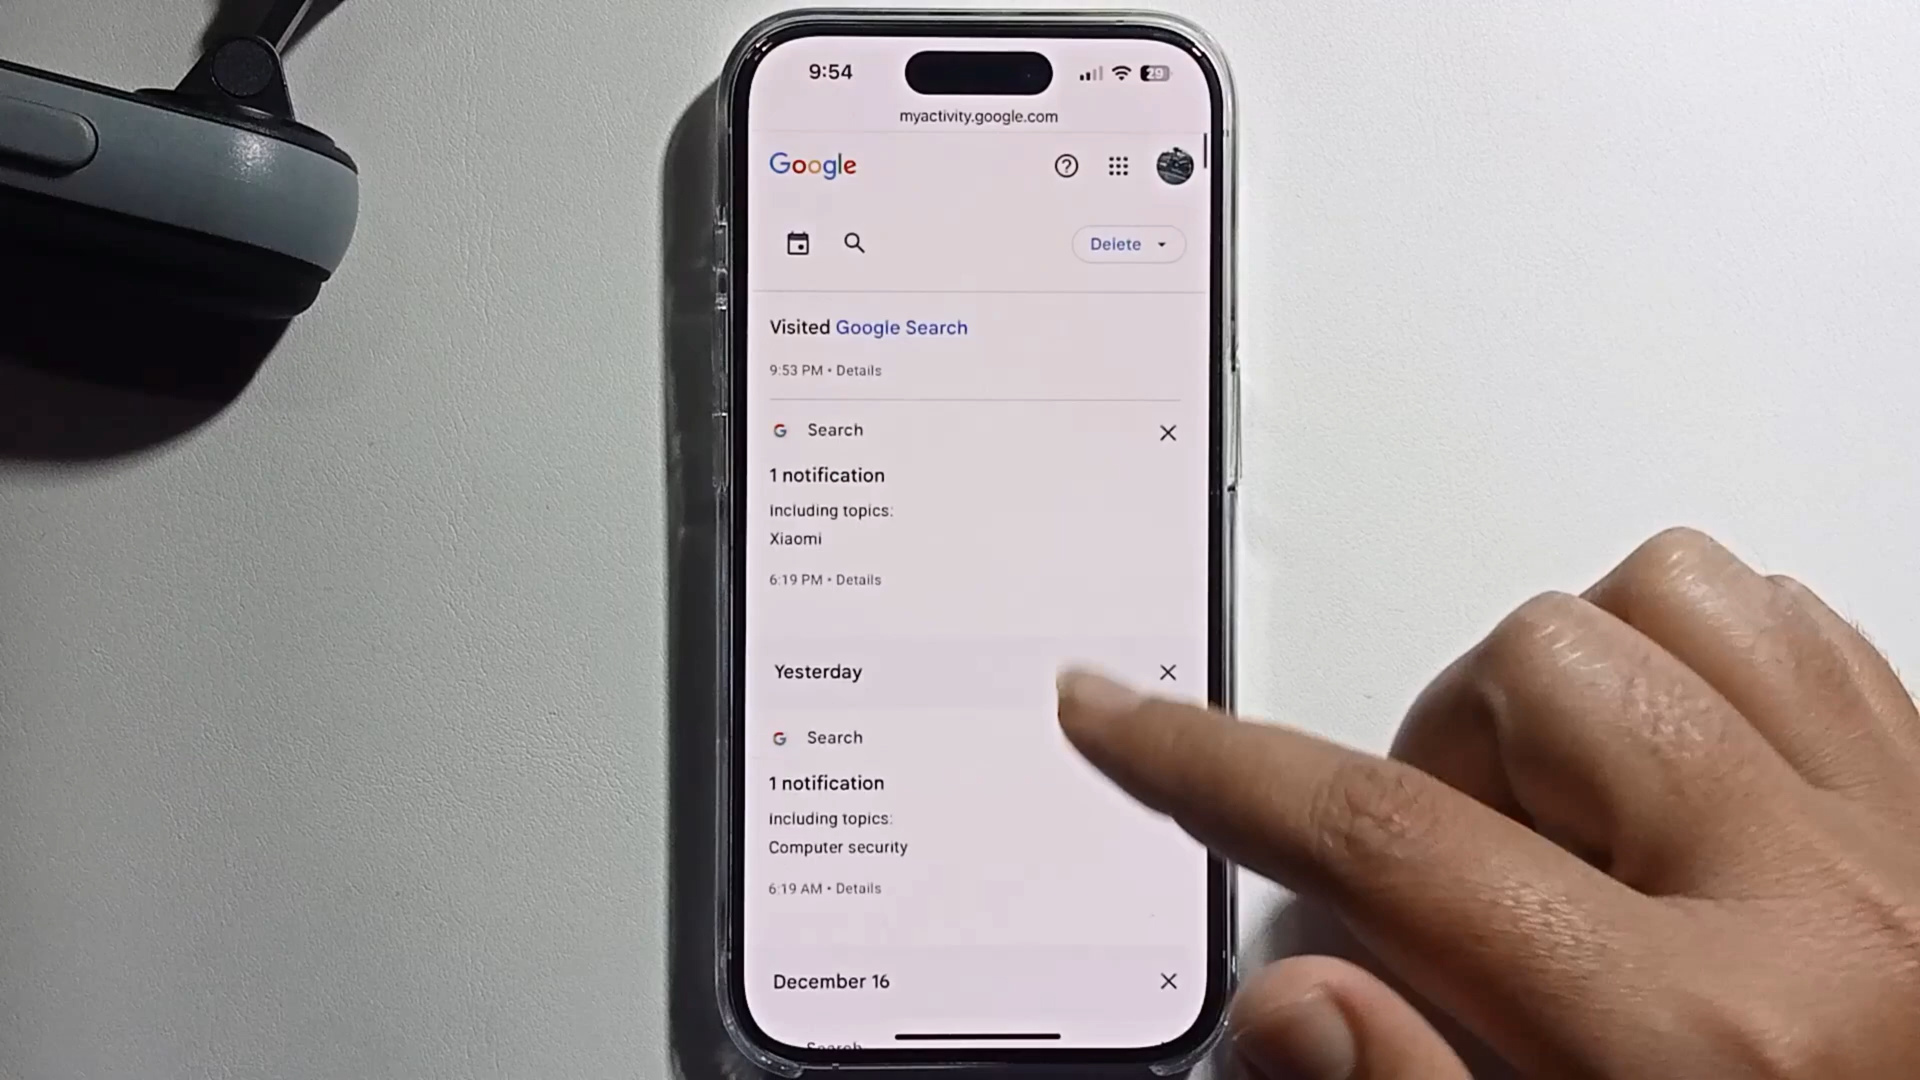 9:54
29
myactivity.google.com
Google
Delete
Visited Google Search
9:53 PM • Details
Search
1 notification
Including topics:
Xiaomi
6:19 PM • Details
Yesterday
Search
1 notification
Including topics:
Computer security
6:19 AM • Details
December 16
Search